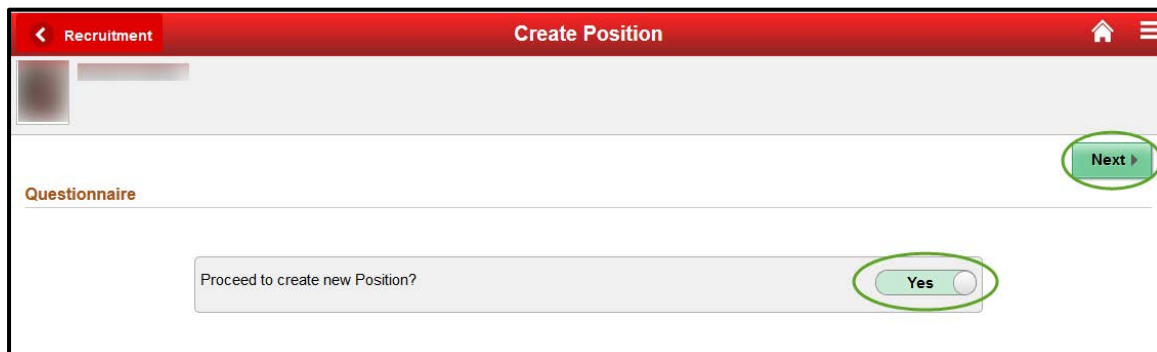 Recruitment
Create Position
Next
Questionnaire
Proceed to create new Position?
Yes